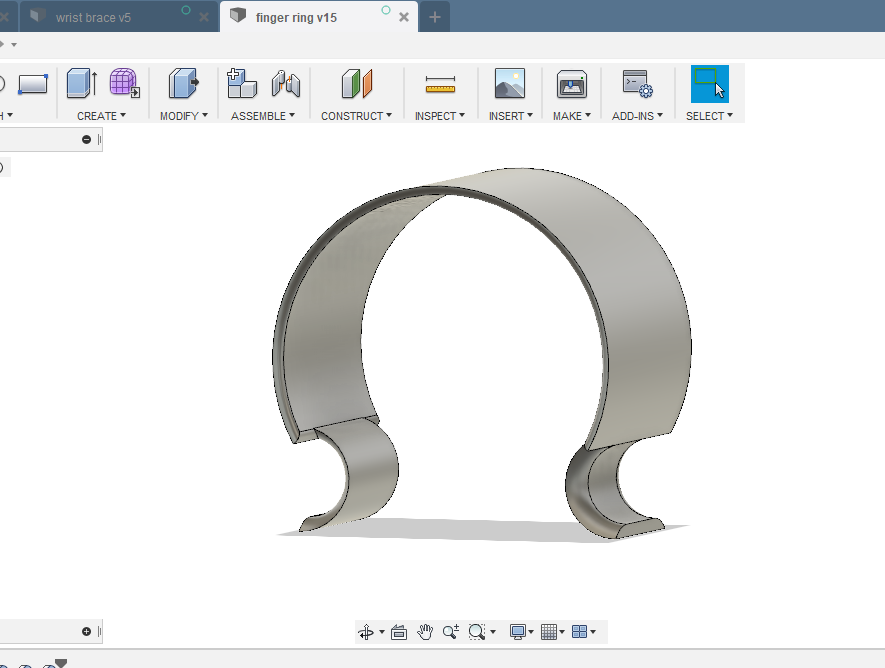 wrist brace v5
finger ring v15
CREATE
MODIFY
ASSEMBLE
CONSTRUCT
INSPECT
INSERT
MAKE
ADD-INS
SELECT